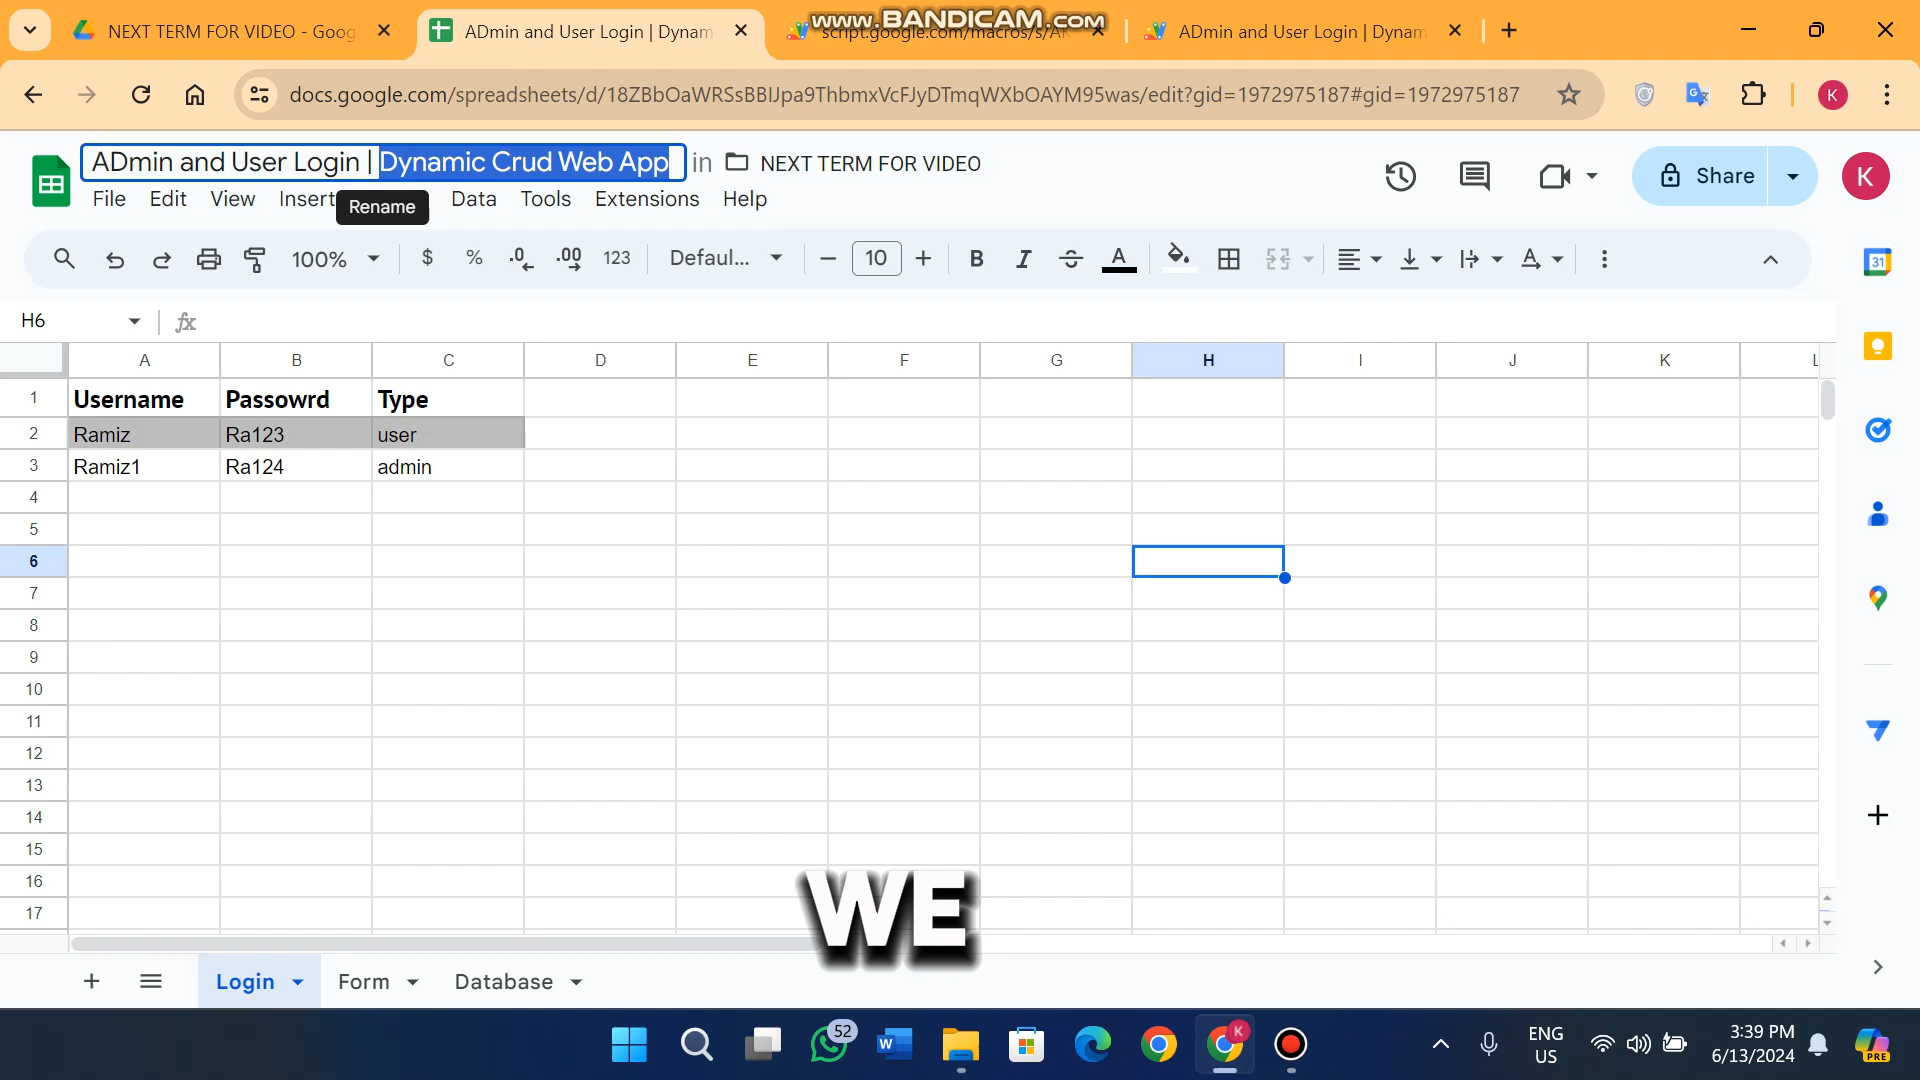 NEXT TERM FOR VIDEO - Goog
ADmin and User Login | Dynam
script.google.com/macros/s/AK
ADmin and User Login | Dynam
WWW.BANDICAM.COM
docs.google.com/spreadsheets/d/18ZBbOaWRSsBBIJpa9ThbmxVcFJyDTmqWXbOAYM95was/edit?gid=1972975187#gid=1972975187
K
ADmin and User Login | Dynamic Crud Web App in NEXT TERM FOR VIDEO
Share
K
File Edit View Insert Data Tools Extensions Help
Rename
100% $ % .0 .00 123 Defaul... 10 B I A A
31
H6 fx
A B C D E F G H I J K L
1 Username Passowrd Type
2 Ramiz Ra123 user
3 Ramiz1 Ra124 admin
4
5
6
7
8
9
10
11
12
13
14
15
16
17
WE
Login Form Database
52
W
K
ENG
US
3:39 PM
6/13/2024
PRE